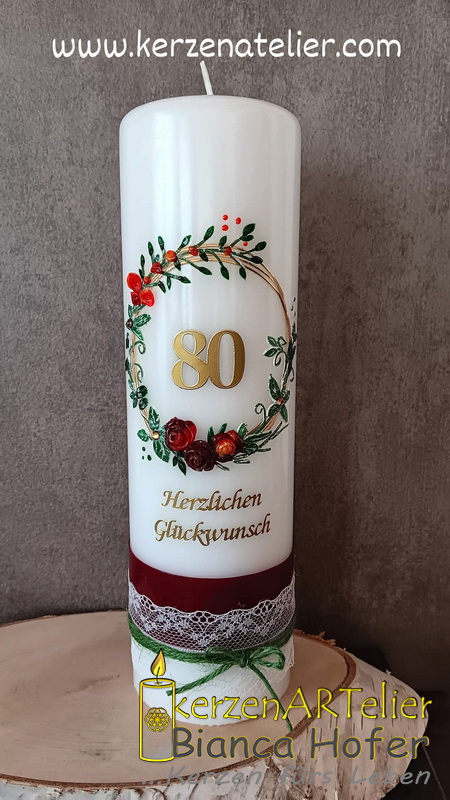 www.kerzenatelier.com
80
Herzlichen
Glückwunsch
kerzenARTelier
Bianca Hofer
...Kerzen fürs Leben